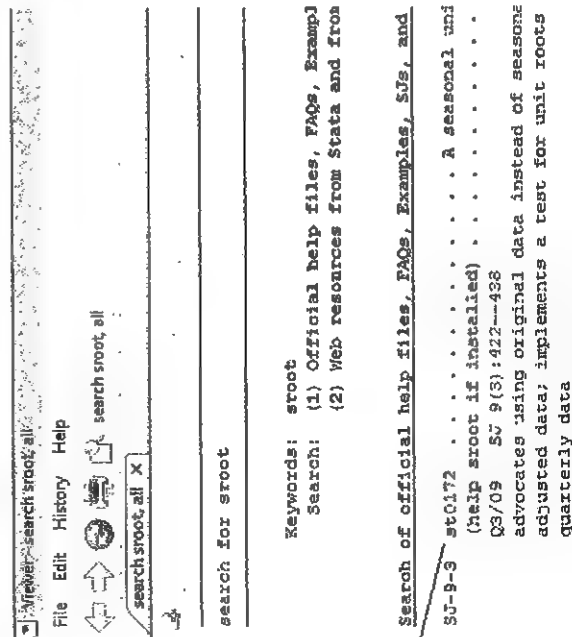 Viewer - search sroot, all
File Edit History Help
search sroot, all
search sroot, all ×
search for sroot
Keywords: sroot
Search: (1) Official help files, FAQs, Exampl
(2) Web resources from Stata and from
Search of official help files, FAQs, Examples, SJs, and
SJ-9-3 st0172 . . . . . . . . . . . . . . . . . . A seasonal uni
(help sroot if installed) . . . . . . . . . . .
Q3/09 SJ 9(3):422--438
advocates using original data instead of seasona
adjusted data; implements a test for unit roots
quarterly data